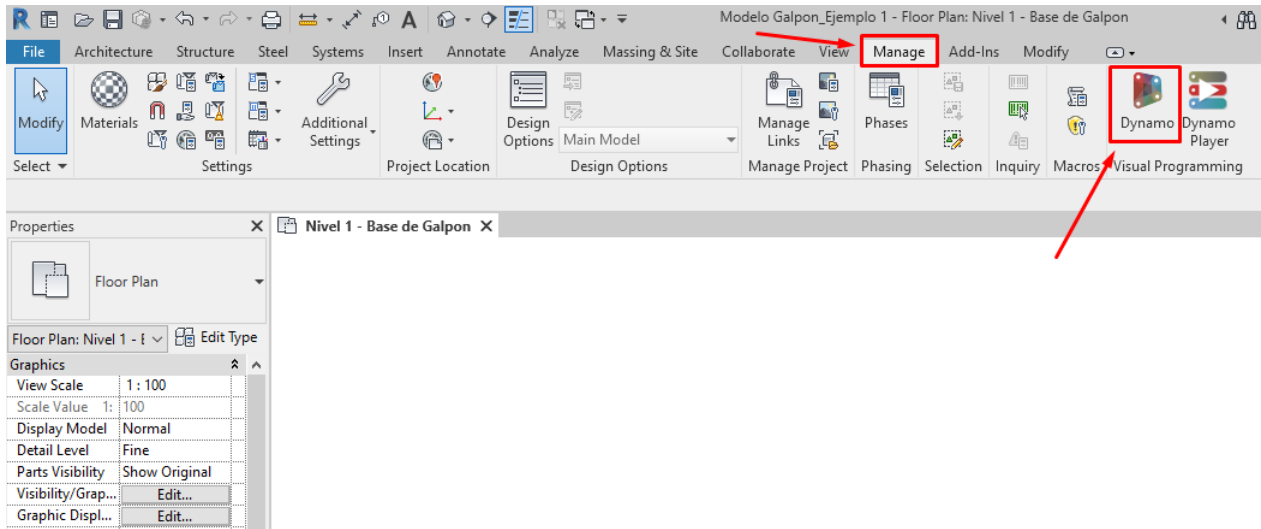 Modelo Galpon_Ejemplo 1 - Floor Plan: Nivel 1 - Base de Galpon
File Architecture Structure Steel Systems Insert Annotate Analyze Massing & Site Collaborate View Manage Add-Ins Modify
Modify
Materials
Additional
Settings
Design
Options
Main Model
Manage
Links
Phases
Dynamo
Dynamo
Player
Select Settings Project Location Design Options Manage Project Phasing Selection Inquiry Macros Visual Programming
Properties
Nivel 1 - Base de Galpon
Floor Plan
Floor Plan: Nivel 1 - Edit Type
Graphics
View Scale 1 : 100
Scale Value 1: 100
Display Model Normal
Detail Level Fine
Parts Visibility Show Original
Visibility/Grap... Edit...
Graphic Displ... Edit...